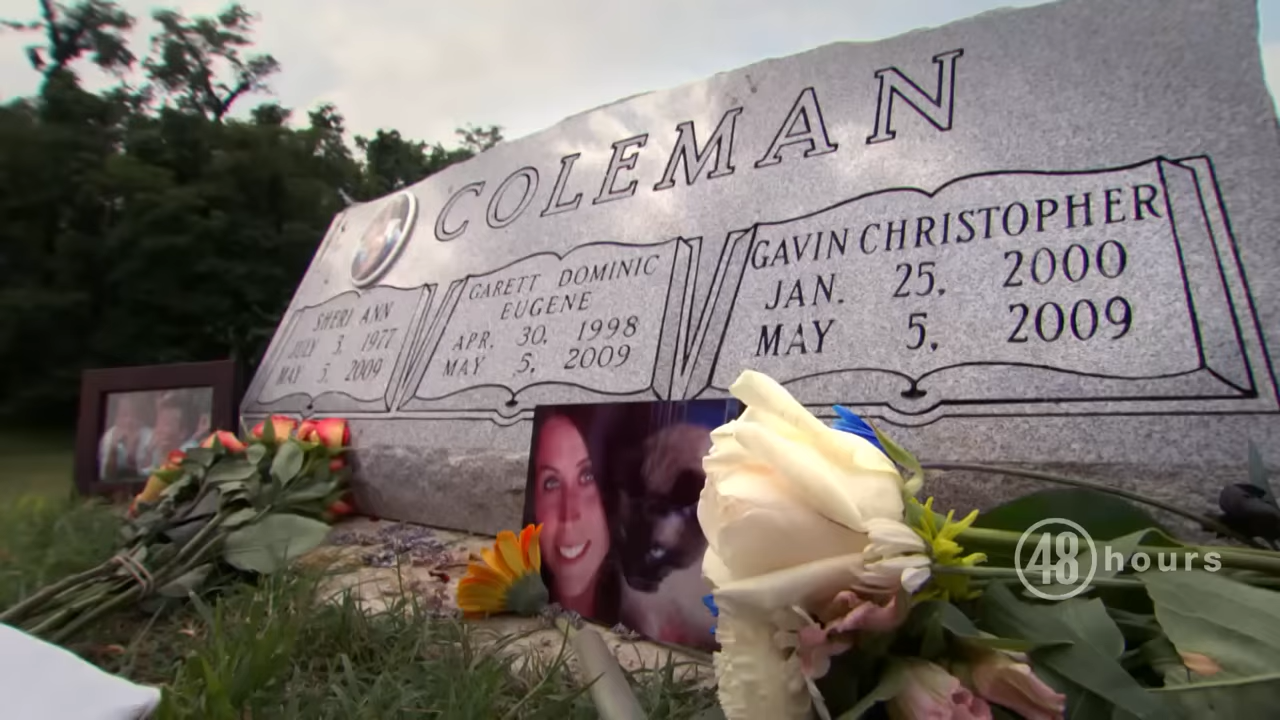 COLEMAN
SHERI ANN
JULY 3, 1977
MAY 5, 2009
GARETT DOMINIC
EUGENE
APR. 30, 1998
MAY 5, 2009
GAVIN CHRISTOPHER
JAN. 25, 2000
MAY 5, 2009
48 hours